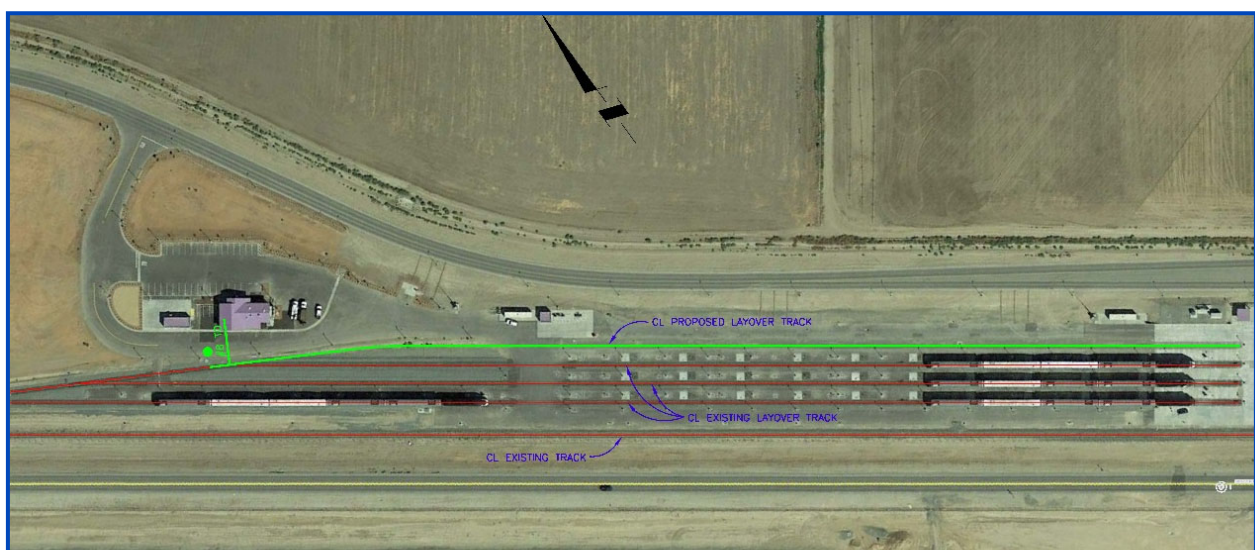 CL PROPOSED LAYOVER TRACK
CL EXISTING LAYOVER TRACK
CL EXISTING TRACK